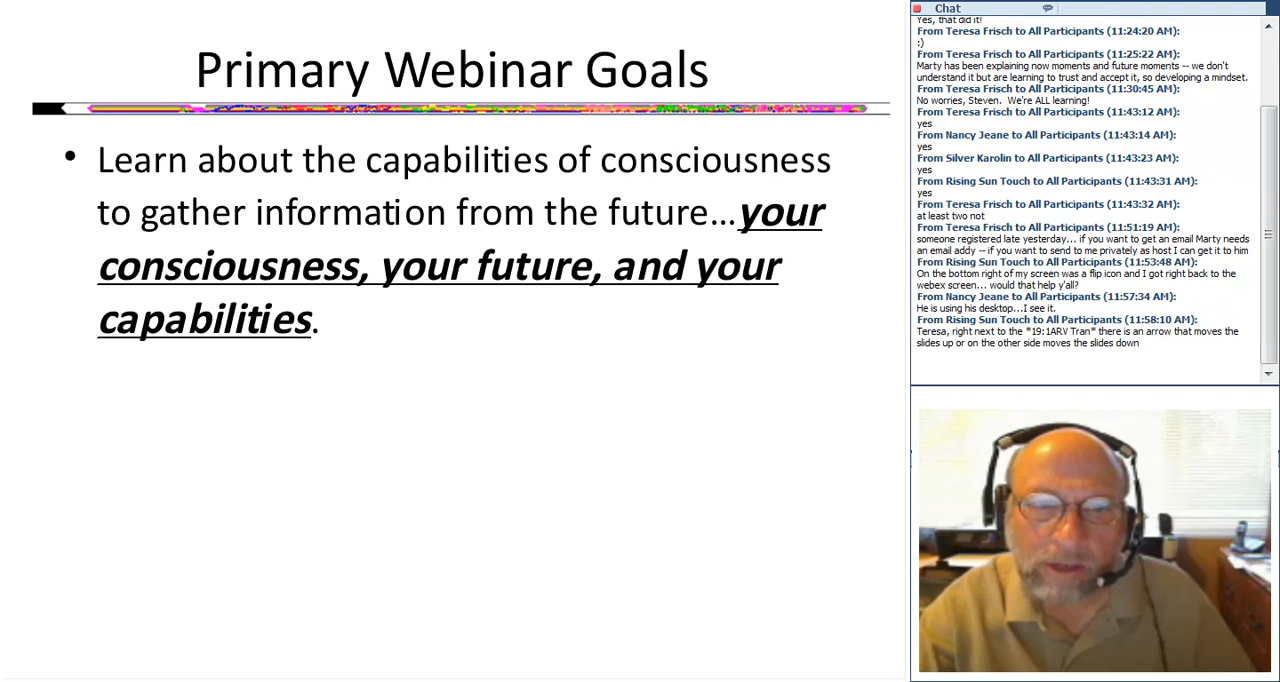 Primary Webinar Goals
• Learn about the capabilities of consciousness
to gather information from the future...your
consciousness, your future, and your
capabilities.
Chat
Yes, that did it!
From Teresa Frisch to All Participants (11:24:20 AM):
:)
From Teresa Frisch to All Participants (11:25:22 AM):
Marty has been explaining now moments and future moments -- we don't
understand it but are learning to trust and accept it, so developing a mindset.
From Teresa Frisch to All Participants (11:30:45 AM):
No worries, Steven. We're ALL learning!
From Teresa Frisch to All Participants (11:43:12 AM):
yes
From Nancy Jeane to All Participants (11:43:14 AM):
yes
From Silver Karolin to All Participants (11:43:23 AM):
yes
From Rising Sun Touch to All Participants (11:43:31 AM):
yes
From Teresa Frisch to All Participants (11:43:32 AM):
at least two not
From Teresa Frisch to All Participants (11:51:19 AM):
someone registered late yesterday... if you want to get an email Marty needs
an email addy -- if you want to send to me privately as host I can get it to him
From Rising Sun Touch to All Participants (11:53:48 AM):
On the bottom right of my screen was a flip icon and I got right back to the
webex screen... would that help y'all?
From Nancy Jeane to All Participants (11:57:34 AM):
He is using his desktop...I see it.
From Rising Sun Touch to All Participants (11:58:10 AM):
Teresa, right next to the "19:1ARV Tran" there is an arrow that moves the
slides up or on the other side moves the slides down